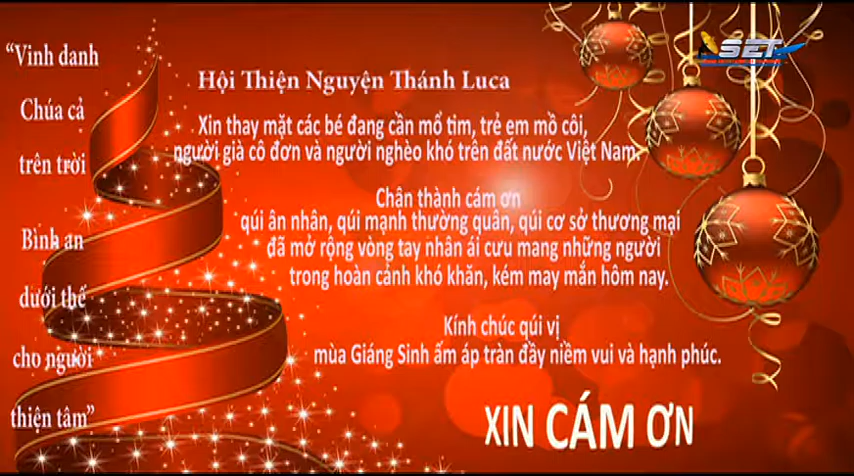 “Vinh danh
Chúa cả
trên trời
Bình an
dưới thế
cho người
thiện tâm”
SET
Hội Thiện Nguyện Thánh Luca
Xin thay mặt các bé đang cần mổ tim, trẻ em mồ côi,
người già cô đơn và người nghèo khó trên đất nước Việt Nam.
Chân thành cám ơn
qúi ân nhân, qúi mạnh thường quân, qúi cơ sở thương mại
đã mở rộng vòng tay nhân ái cưu mang những người
trong hoàn cảnh khó khăn, kém may mắn hôm nay.
Kính chúc qúi vị
mùa Giáng Sinh ấm áp tràn đầy niềm vui và hạnh phúc.
XIN CÁM ƠN